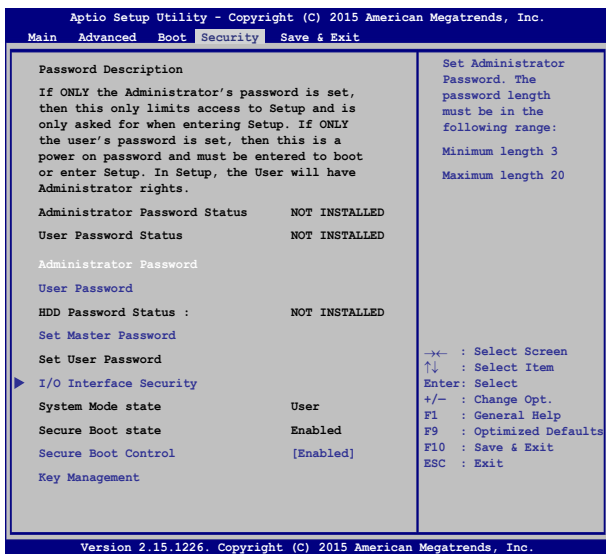 Aptio Setup Utility - Copyright (C) 2015 American Megatrends, Inc.
Main Advanced Boot Security Save & Exit
Password Description
If ONLY the Administrator's password is set,
then this only limits access to Setup and is
only asked for when entering Setup. If ONLY
the user's password is set, then this is a
power on password and must be entered to boot
or enter Setup. In Setup, the User will have
Administrator rights.
Administrator Password Status NOT INSTALLED
User Password Status NOT INSTALLED
Administrator Password
User Password
HDD Password Status : NOT INSTALLED
Set Master Password
Set User Password
I/O Interface Security
System Mode state User
Secure Boot state Enabled
Secure Boot Control [Enabled]
Key Management
Set Administrator
Password. The
password length
must be in the
following range:
Minimum length 3
Maximum length 20
→← : Select Screen
↑↓ : Select Item
Enter: Select
+/— : Change Opt.
F1 : General Help
F9 : Optimized Defaults
F10 : Save & Exit
ESC : Exit
Version 2.15.1226. Copyright (C) 2015 American Megatrends, Inc.